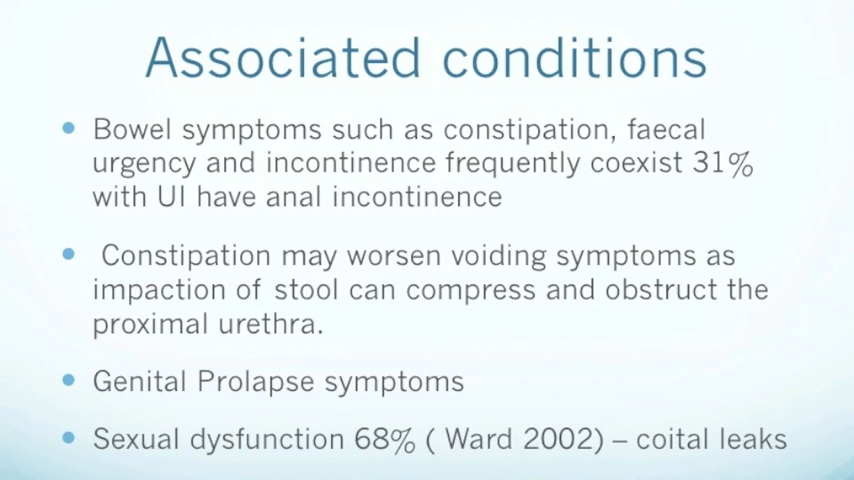 Associated conditions
• Bowel symptoms such as constipation, faecal
urgency and incontinence frequently coexist 31%
with UI have anal incontinence
• Constipation may worsen voiding symptoms as
impaction of stool can compress and obstruct the
proximal urethra.
• Genital Prolapse symptoms
• Sexual dysfunction 68% ( Ward 2002) – coital leaks